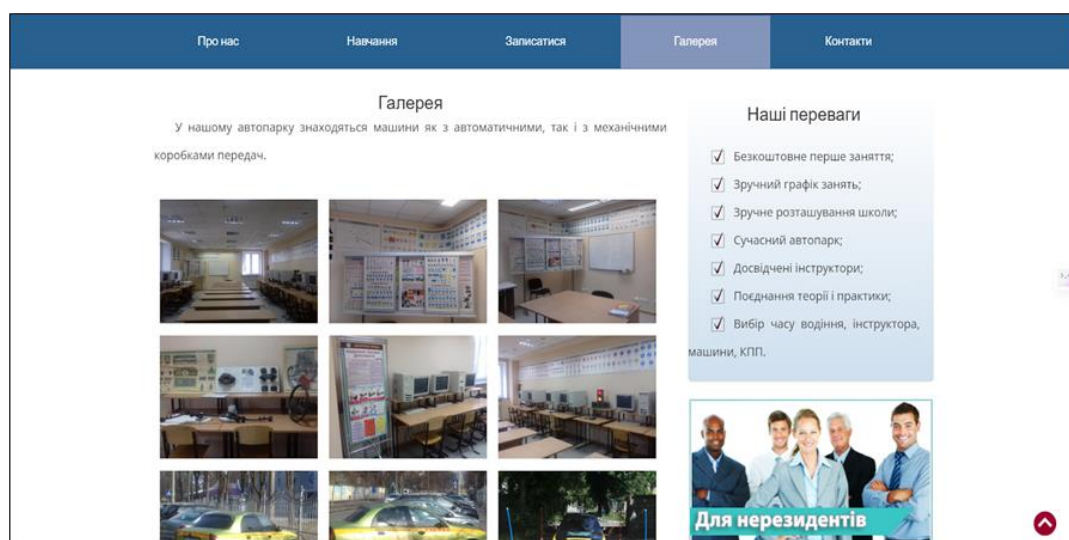 Про нас
Навчання
Записатися
Галерея
Контакти
Галерея
У нашому автопарку знаходяться машини як з автоматичними, так і з механічними
коробками передач.
Наші переваги
Безкоштовне перше заняття;
Зручний графік занять;
Зручне розташування школи;
Сучасний автопарк;
Досвідчені інструктори;
Поєднання теорії і практики;
Вибір часу водіння, інструктора,
машини, КПП.
Для нерезидентів